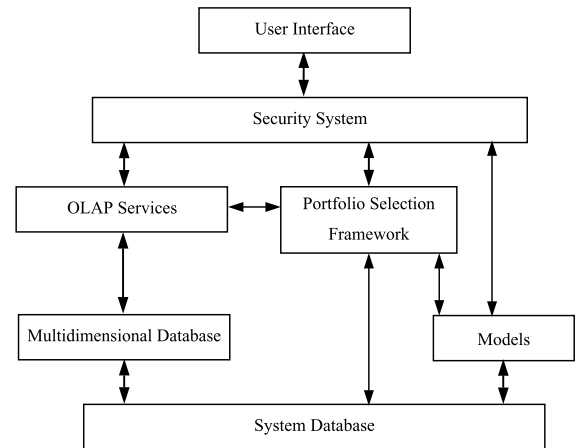 User Interface
Security System
OLAP Services
Portfolio Selection
Framework
Multidimensional Database
Models
System Database